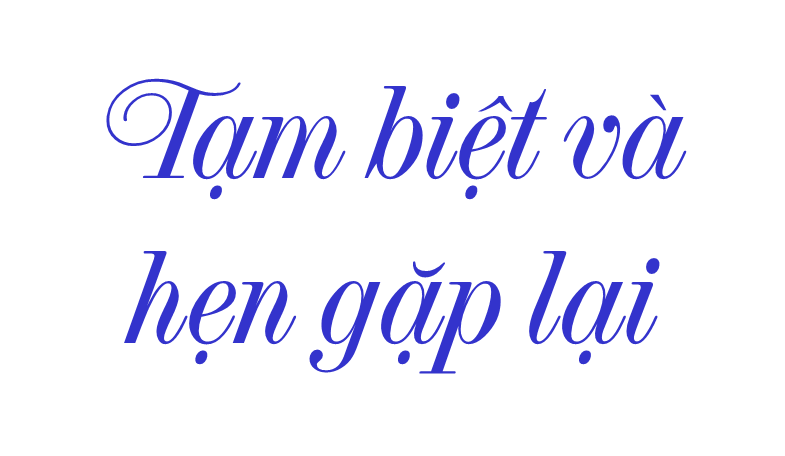 Tạm biệt và
hẹn gặp lại